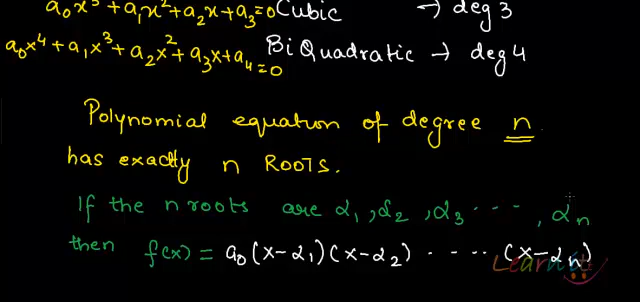 a₀x³ + a₁x² + a₂x + a₃ = 0 Cubic → deg 3
a₀x⁴ + a₁x³ + a₂x² + a₃x + a₄ = 0 BiQuadratic → deg 4
Polynomial equation of degree n
has exactly n ROOTS.
If the n roots are α₁, α₂, α₃ ····, αₙ
then f(x) = a₀(x-α₁)(x-α₂) ····· (x-αₙ)